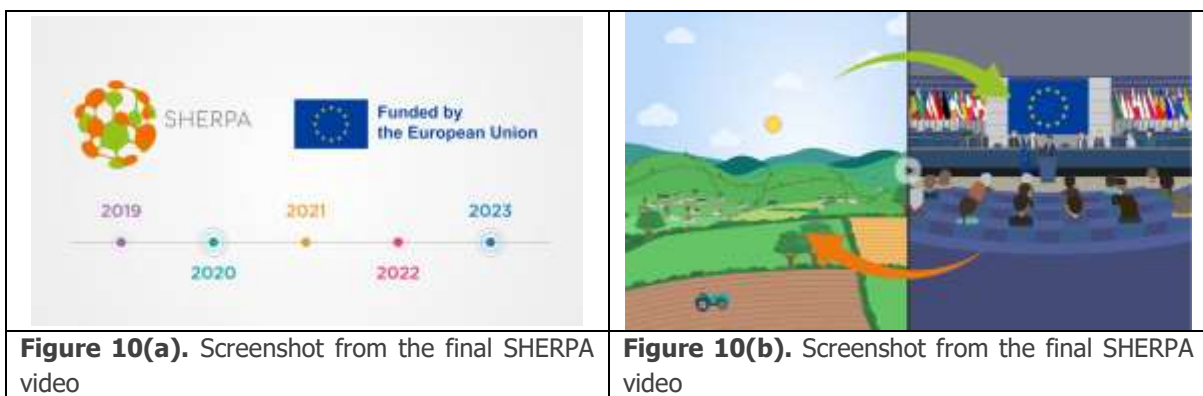 SHERPA
Funded by
the European Union
2019
2021
2023
2020
2022
Figure 10(a). Screenshot from the final SHERPA
video
Figure 10(b). Screenshot from the final SHERPA
video